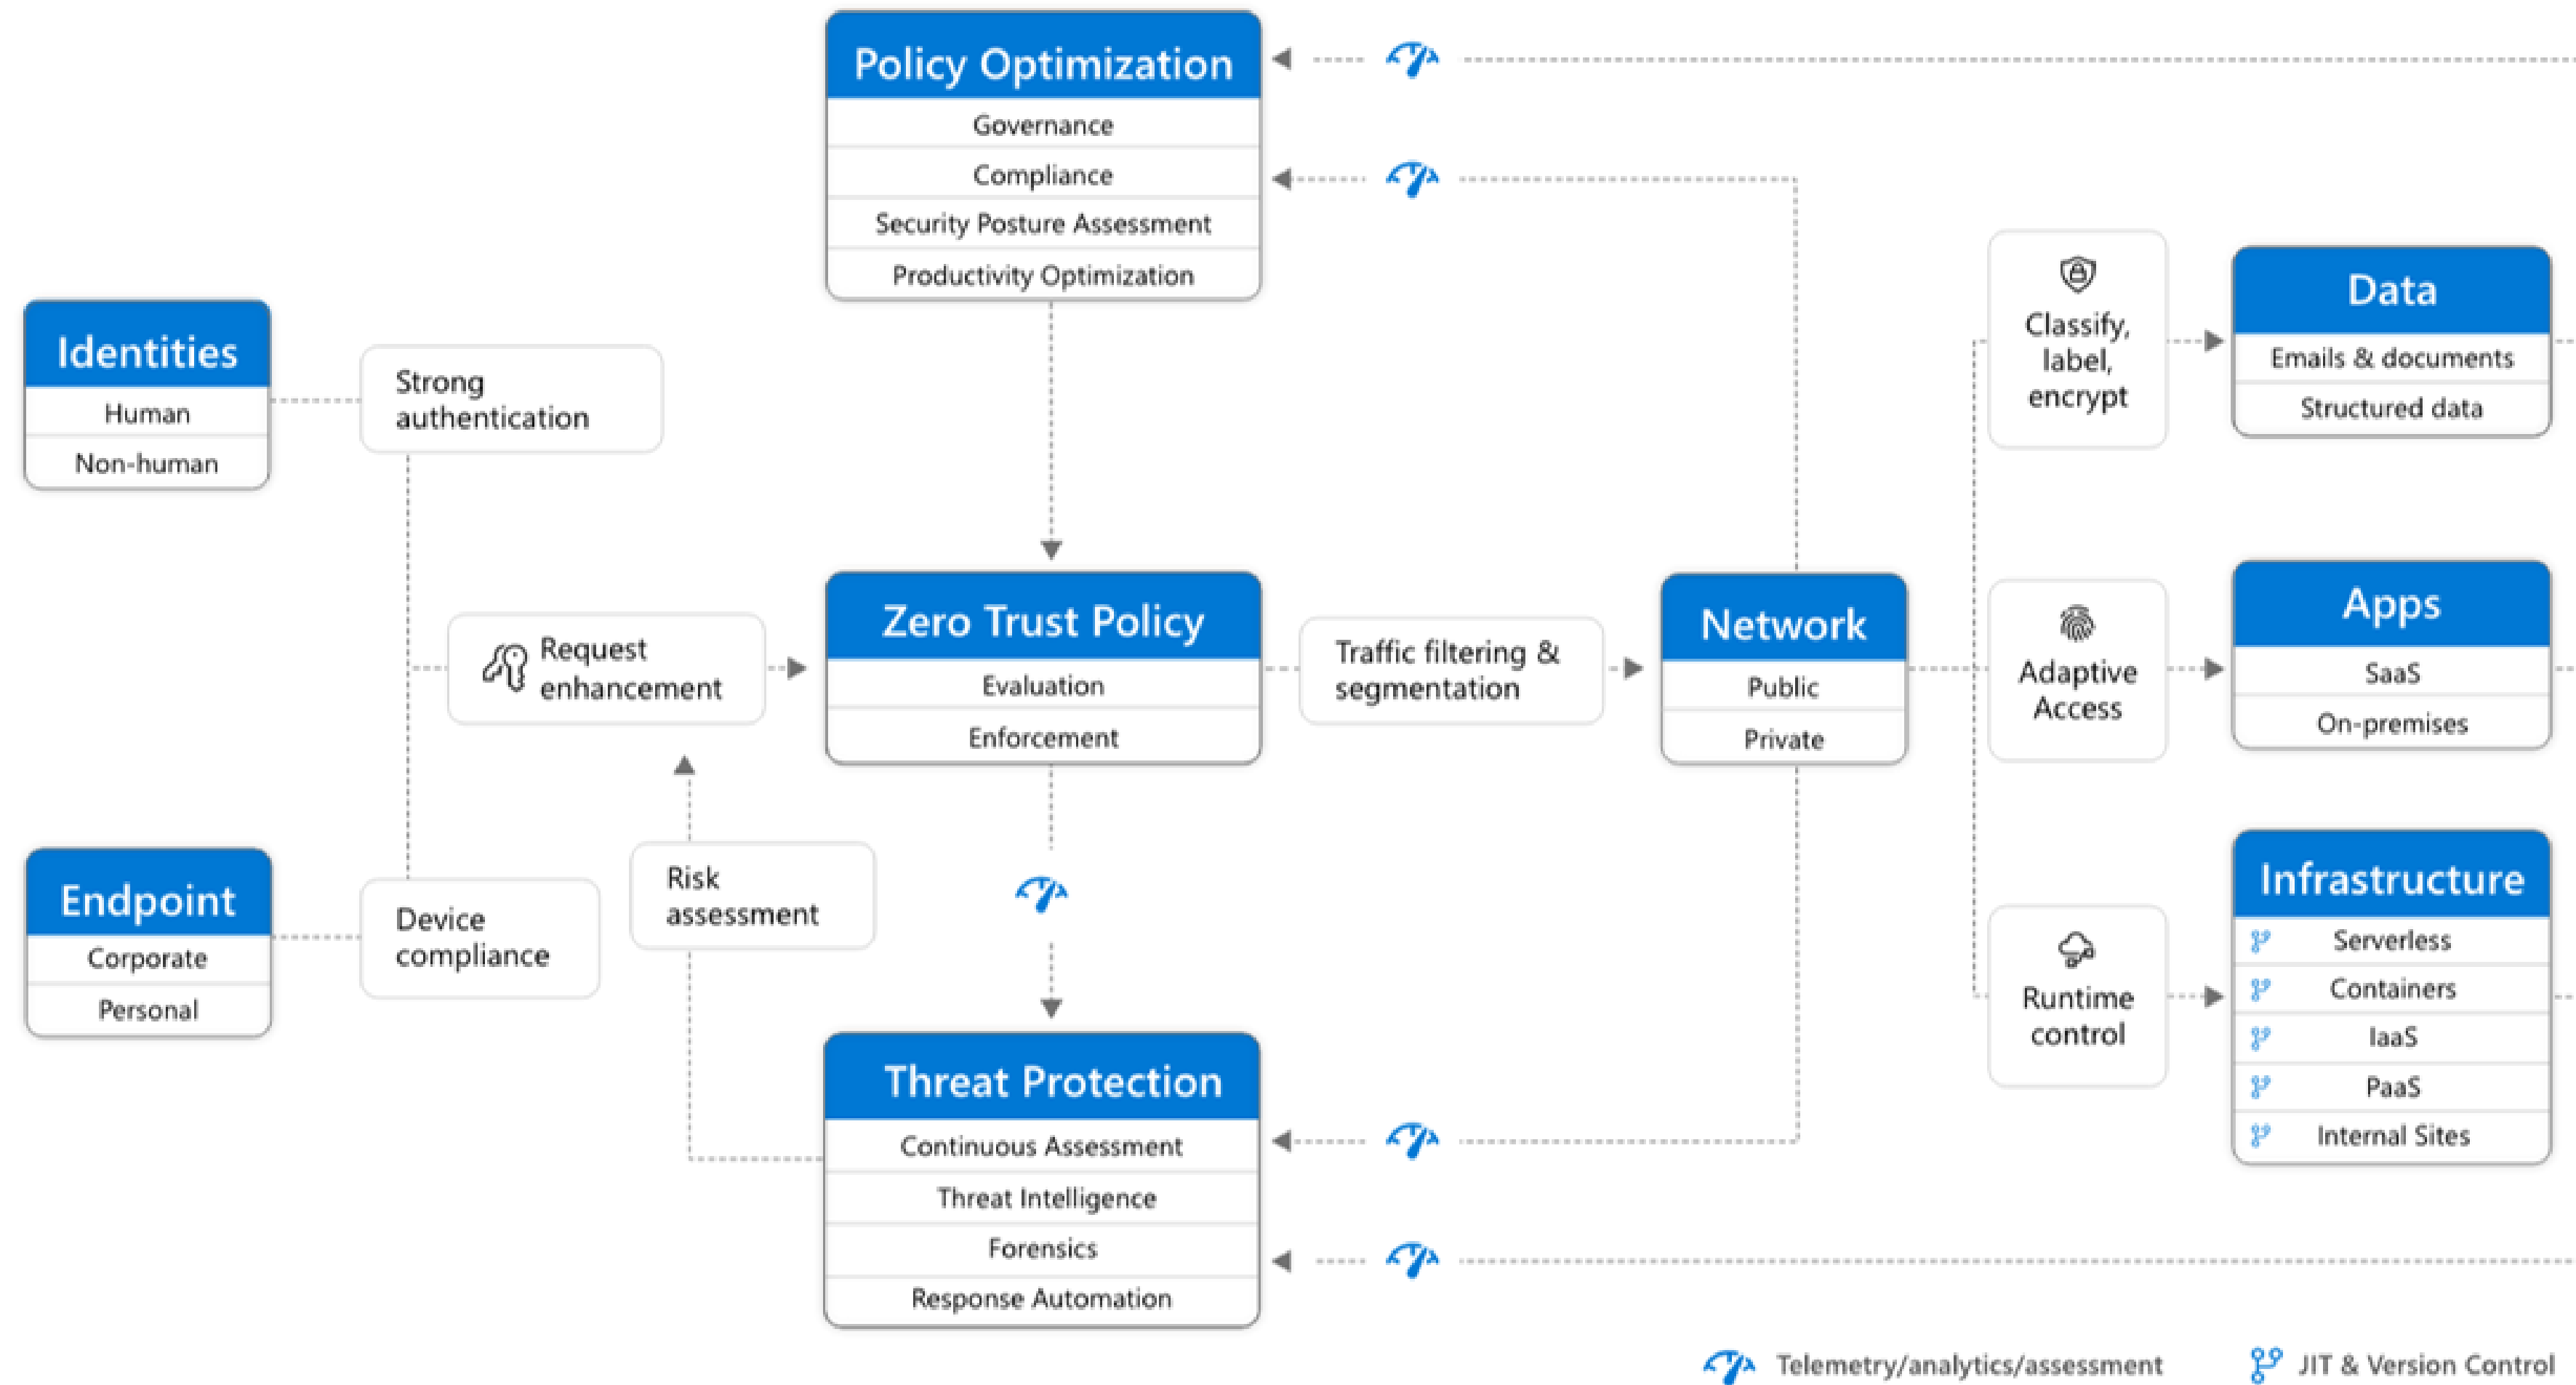 Policy Optimization
Governance
Compliance
Security Posture Assessment
Productivity Optimization
Identities
Human
Non-human
Strong
authentication
Classify,
label,
encrypt
Data
Emails & documents
Structured data
Request
enhancement
Zero Trust Policy
Evaluation
Enforcement
Traffic filtering &
segmentation
Network
Public
Private
Adaptive
Access
Apps
SaaS
On-premises
Endpoint
Corporate
Personal
Device
compliance
Risk
assessment
Runtime
control
Infrastructure
Serverless
Containers
IaaS
PaaS
Internal Sites
Threat Protection
Continuous Assessment
Threat Intelligence
Forensics
Response Automation
Telemetry/analytics/assessment
JIT & Version Control